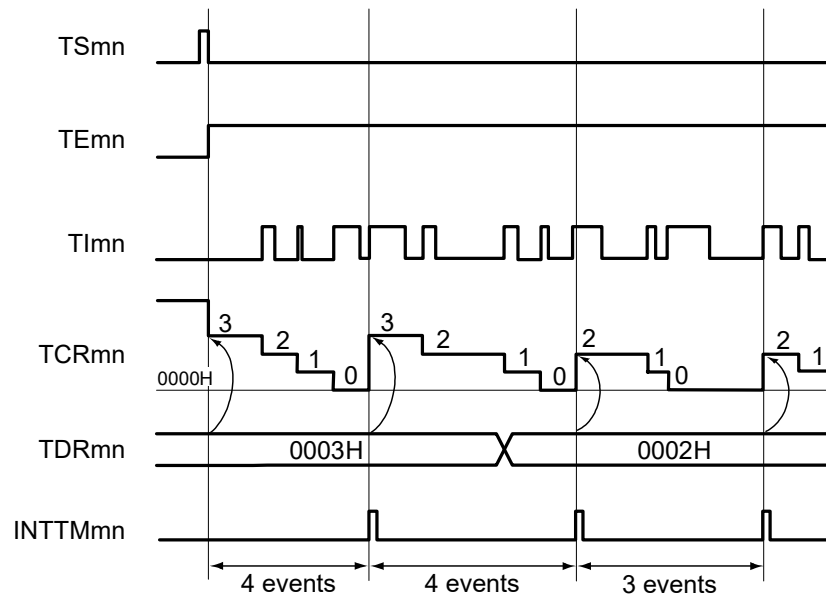 TSmn
TEmn
TImn
3 2 1 0 3 2 1 0 2 1 0 2 1
TCRmn
0000H
TDRmn 0003H 0002H
INTTMmn
4 events 4 events 3 events